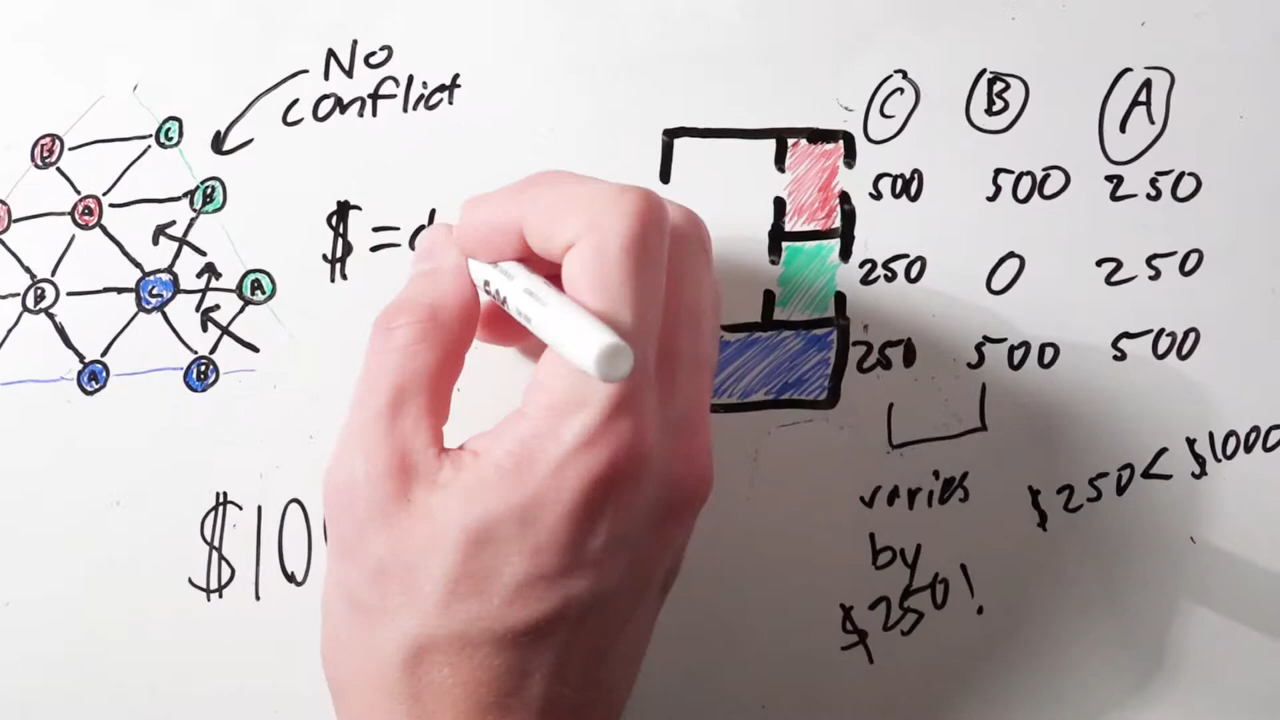 No
conflict
C
B
A
500 500 250
250 0 250
250 500 500
varies
by
$250!
$250 < $1000
$ =
$10
B
C
A
B
B
C
A
A
B